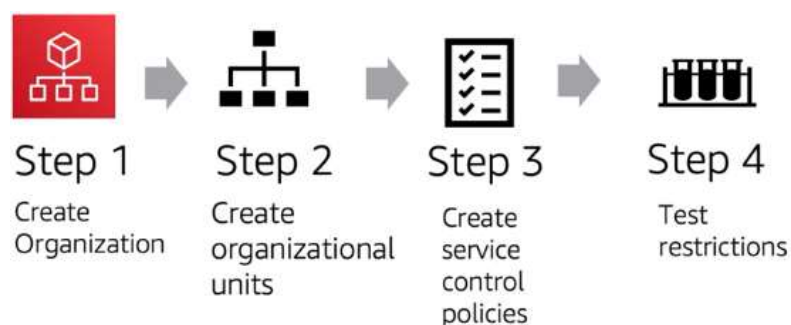 Step 1
Create
Organization
Step 2
Create
organizational
units
Step 3
Create
service
control
policies
Step 4
Test
restrictions